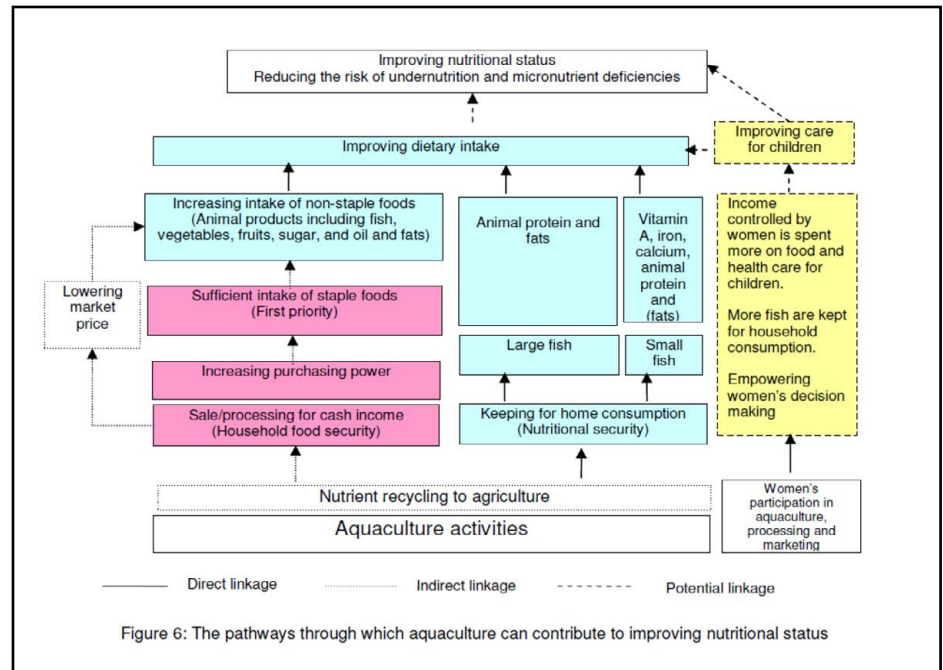 Improving nutritional status
Reducing the risk of undernutrition and micronutrient deficiencies
Improving dietary intake
Improving care
for children
Increasing intake of non-staple foods
(Animal products including fish,
vegetables, fruits, sugar, and oil and fats)
Animal protein and
fats
Vitamin
A, iron,
calcium,
animal
protein
and
(fats)
Income
controlled by
women is spent
more on food and
health care for
children.
More fish are kept
for household
consumption.
Empowering
women's decision
making
Lowering
market
price
Sufficient intake of staple foods
(First priority)
Large fish
Small
fish
Increasing purchasing power
Sale/processing for cash income
(Household food security)
Keeping for home consumption
(Nutritional security)
Nutrient recycling to agriculture
Aquaculture activities
Women's
participation in
aquaculture,
processing and
marketing
Direct linkage
Indirect linkage
Potential linkage
Figure 6: The pathways through which aquaculture can contribute to improving nutritional status